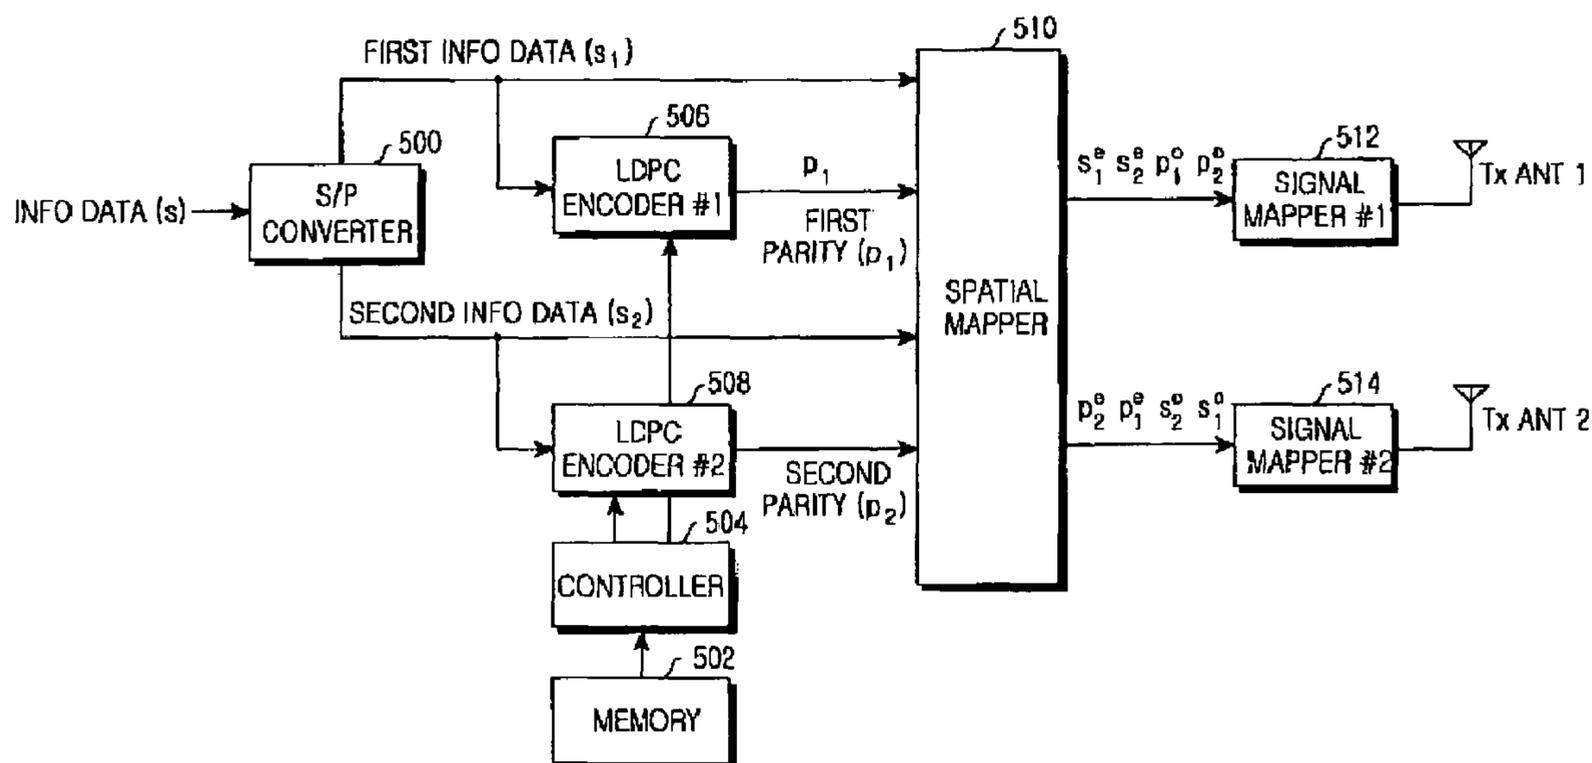 510
FIRST INFO DATA (s₁)
506
500
LDPC
ENCODER #1
p₁
512
S/P
CONVERTER
INFO DATA (s)
FIRST
PARITY (p₁)
s₁ᵉ s₂ᵉ p₁ᵒ p₂ᵒ
SIGNAL
MAPPER #1
Tx ANT 1
SECOND INFO DATA (s₂)
SPATIAL
MAPPER
508
LDPC
ENCODER #2
514
p₂ᵉ p₁ᵉ s₂ᵒ s₁ᵒ
SIGNAL
MAPPER #2
Tx ANT 2
SECOND
PARITY (p₂)
504
CONTROLLER
502
MEMORY